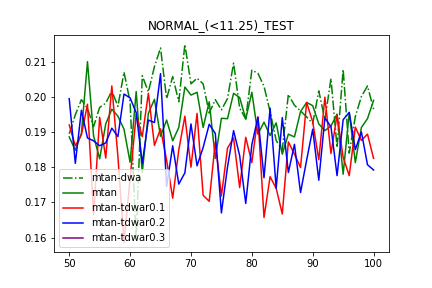 NORMAL_(<11.25)_TEST
0.21
0.20
0.19
0.18
0.17
0.16
mtan-dwa
mtan
mtan-tdwar0.1
mtan-tdwar0.2
mtan-tdwar0.3
50 60 70 80 90 100